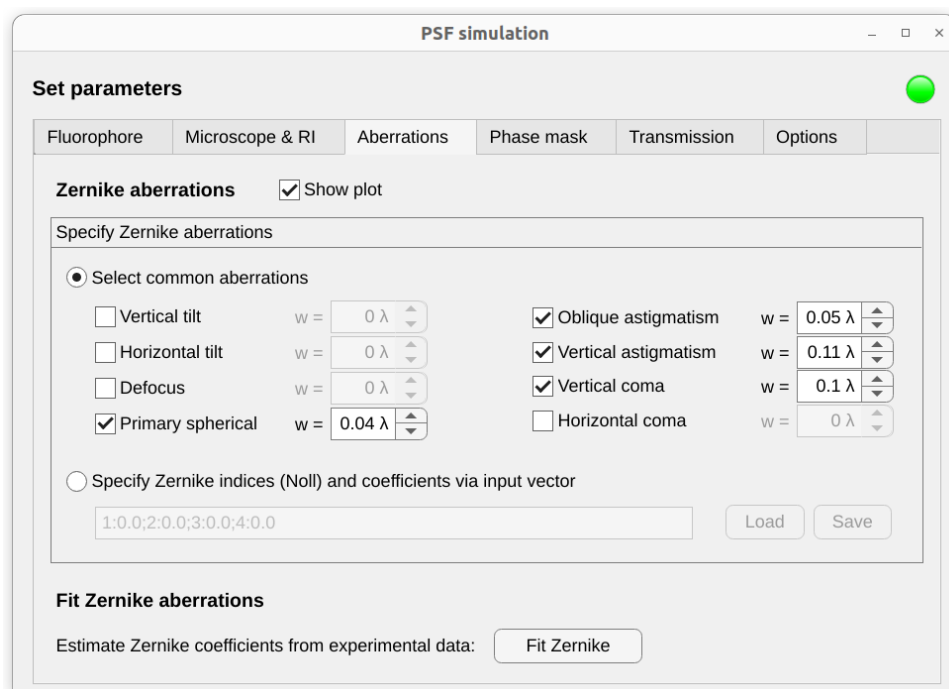 PSF simulation
Set parameters
Fluorophore Microscope & RI Aberrations Phase mask Transmission Options
Zernike aberrations Show plot
Specify Zernike aberrations
Select common aberrations
Vertical tilt w = 0 λ
Horizontal tilt w = 0 λ
Defocus w = 0 λ
Primary spherical w = 0.04 λ
Oblique astigmatism w = 0.05 λ
Vertical astigmatism w = 0.11 λ
Vertical coma w = 0.1 λ
Horizontal coma w = 0 λ
Specify Zernike indices (Noll) and coefficients via input vector
1:0.0;2:0.0;3:0.0;4:0.0 Load Save
Fit Zernike aberrations
Estimate Zernike coefficients from experimental data: Fit Zernike